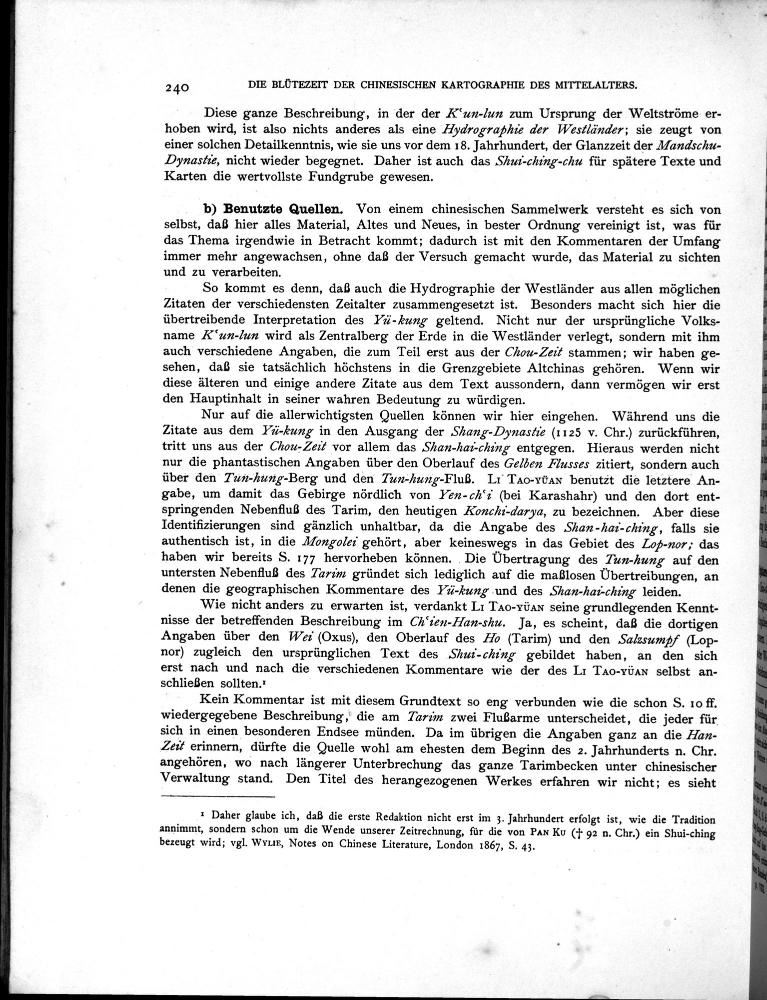 240 DIE BLÜTEZEIT DER CHINESISCHEN KARTOGRAPHIE DES MITTELALTERS.
Diese ganze Beschreibung, in der der K‘un-lun zum Ursprung der Weltströme er-
hoben wird, ist also nichts anderes als eine Hydrographie der Westländer; sie zeugt von
einer solchen Detailkenntnis, wie sie uns vor dem 18. Jahrhundert, der Glanzzeit der Mandschu-
Dynastie, nicht wieder begegnet. Daher ist auch das Shui-ching-chu für spätere Texte und
Karten die wertvollste Fundgrube gewesen.
b) Benutzte Quellen. Von einem chinesischen Sammelwerk versteht es sich von
selbst, daß hier alles Material, Altes und Neues, in bester Ordnung vereinigt ist, was für
das Thema irgendwie in Betracht kommt; dadurch ist mit den Kommentaren der Umfang
immer mehr angewachsen, ohne daß der Versuch gemacht wurde, das Material zu sichten
und zu verarbeiten.
So kommt es denn, daß auch die Hydrographie der Westländer aus allen möglichen
Zitaten der verschiedensten Zeitalter zusammengesetzt ist. Besonders macht sich hier die
übertreibende Interpretation des Yü-kung geltend. Nicht nur der ursprüngliche Volks-
name K‘un-lun wird als Zentralberg der Erde in die Westländer verlegt, sondern mit ihm
auch verschiedene Angaben, die zum Teil erst aus der Chou-Zeit stammen; wir haben ge-
sehen, daß sie tatsächlich höchstens in die Grenzgebiete Altchinas gehören. Wenn wir
diese älteren und einige andere Zitate aus dem Text aussondern, dann vermögen wir erst
den Hauptinhalt in seiner wahren Bedeutung zu würdigen.
Nur auf die allerwichtigsten Quellen können wir hier eingehen. Während uns die
Zitate aus dem Yü-kung in den Ausgang der Shang-Dynastie (1125 v. Chr.) zurückführen,
tritt uns aus der Chou-Zeit vor allem das Shan-hai-ching entgegen. Hieraus werden nicht
nur die phantastischen Angaben über den Oberlauf des Gelben Flusses zitiert, sondern auch
über den Tun-hung-Berg und den Tun-hung-Fluß. LI TAO-YÜAN benutzt die letztere An-
gabe, um damit das Gebirge nördlich von Yen-ch‘i (bei Karashahr) und den dort ent-
springenden Nebenfluß des Tarim, den heutigen Konchi-darya, zu bezeichnen. Aber diese
Identifizierungen sind gänzlich unhaltbar, da die Angabe des Shan-hai-ching, falls sie
authentisch ist, in die Mongolei gehört, aber keineswegs in das Gebiet des Lop-nor; das
haben wir bereits S. 177 hervorheben können. Die Übertragung des Tun-hung auf den
untersten Nebenfluß des Tarim gründet sich lediglich auf die maßlosen Übertreibungen, an
denen die geographischen Kommentare des Yü-kung und des Shan-hai-ching leiden.
Wie nicht anders zu erwarten ist, verdankt LI TAO-YÜAN seine grundlegenden Kennt-
nisse der betreffenden Beschreibung im Ch‘ien-Han-shu. Ja, es scheint, daß die dortigen
Angaben über den Wei (Oxus), den Oberlauf des Ho (Tarim) und den Salzsumpf (Lop-
nor) zugleich den ursprünglichen Text des Shui-ching gebildet haben, an den sich
erst nach und nach die verschiedenen Kommentare wie der des LI TAO-YÜAN selbst an-
schließen sollten.¹
Kein Kommentar ist mit diesem Grundtext so eng verbunden wie die schon S. 10 ff.
wiedergegebene Beschreibung, die am Tarim zwei Flußarme unterscheidet, die jeder für
sich in einen besonderen Endsee münden. Da im übrigen die Angaben ganz an die Han-
Zeit erinnern, dürfte die Quelle wohl am ehesten dem Beginn des 2. Jahrhunderts n. Chr.
angehören, wo nach längerer Unterbrechung das ganze Tarimbecken unter chinesischer
Verwaltung stand. Den Titel des herangezogenen Werkes erfahren wir nicht; es sieht
¹ Daher glaube ich, daß die erste Redaktion nicht erst im 3. Jahrhundert erfolgt ist, wie die Tradition
annimmt, sondern schon um die Wende unserer Zeitrechnung, für die von PAN KU († 92 n. Chr.) ein Shui-ching
bezeugt wird; vgl. WYLIE, Notes on Chinese Literature, London 1867, S. 43.